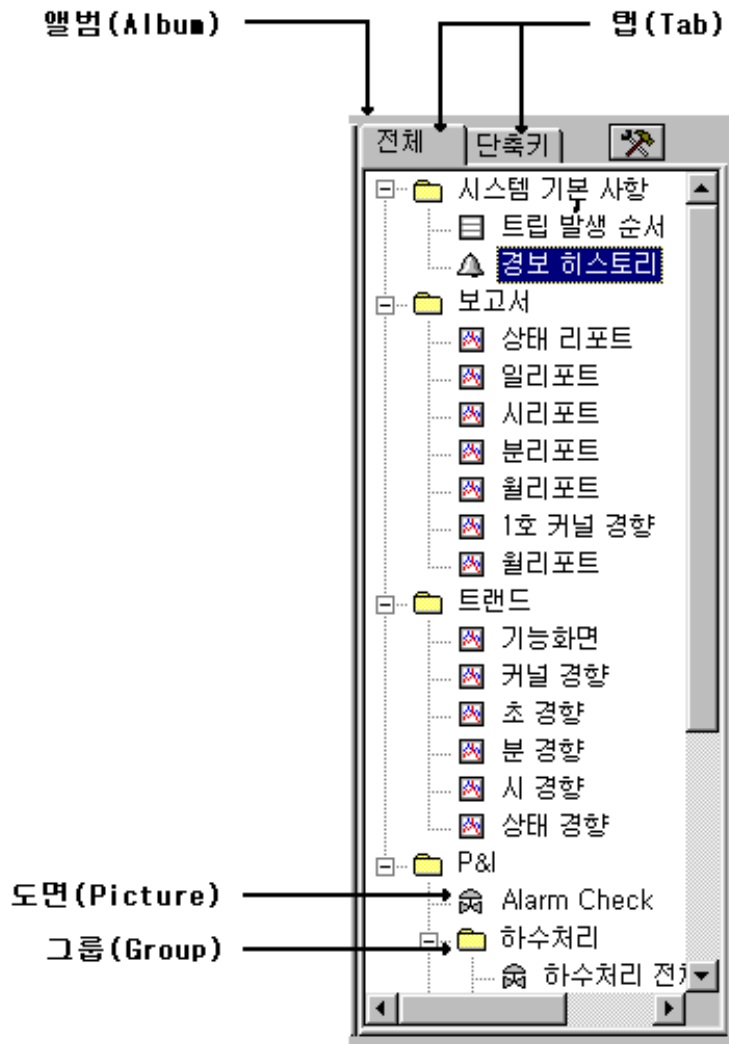 앨범(Album)
탭(Tab)
전체
단축키
시스템 기본 사항
트립 발생 순서
경보 히스토리
보고서
상태 리포트
일리포트
시리포트
분리포트
월리포트
1호 커널 경향
월리포트
트랜드
기능화면
커널 경향
초 경향
분 경향
시 경향
상태 경향
P&I
도면(Picture)
Alarm Check
그룹(Group)
하수처리
하수처리